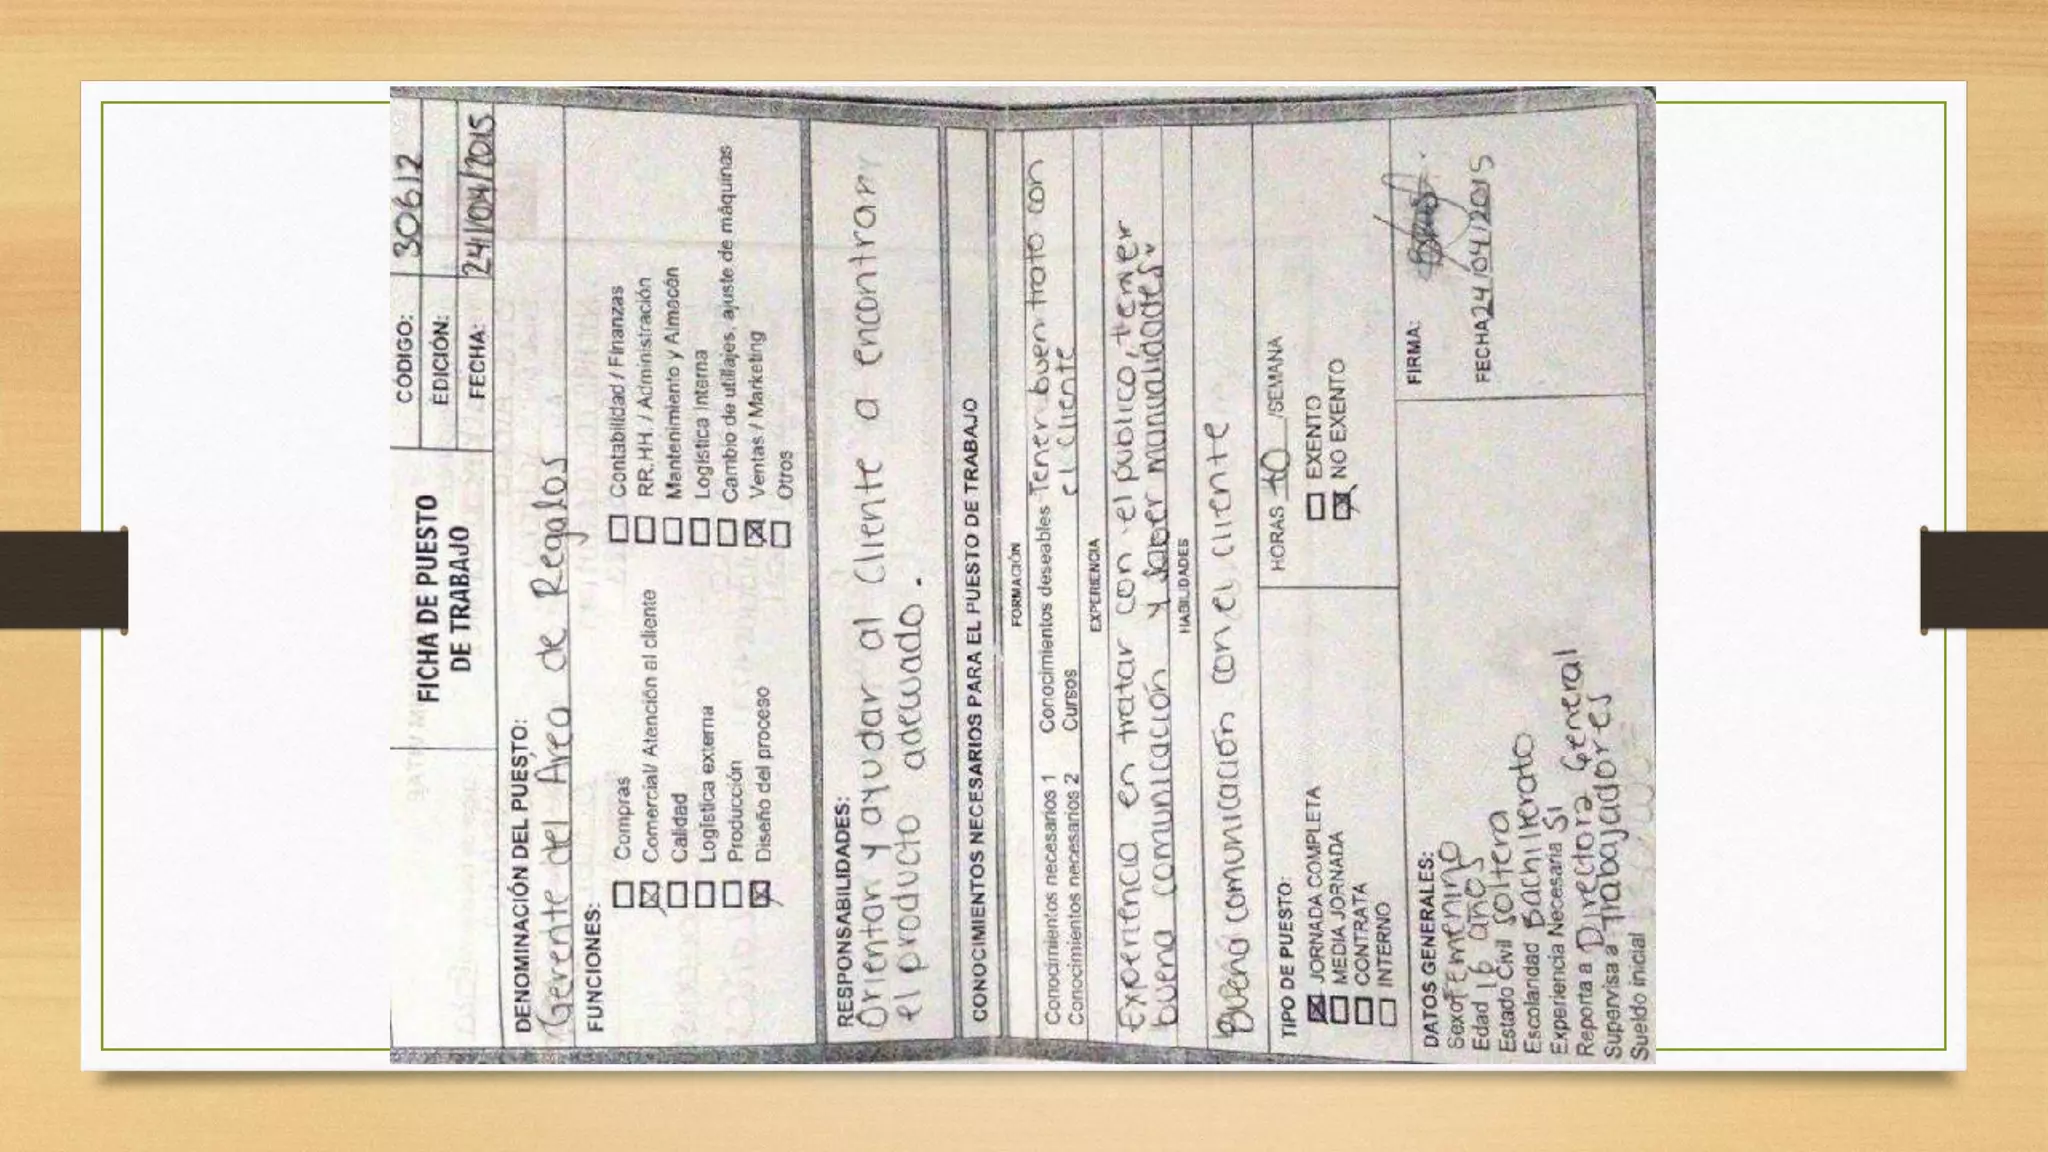 FICHA DE PUESTO
DE TRABAJO
CÓDIGO: 30612
EDICIÓN:
FECHA: 24/04/2015
DENOMINACIÓN DEL PUESTO:
Gerente del Area de Regalos
FUNCIONES:
Compras
Comercial/ Atención al cliente
Calidad
Logística externa
Producción
Diseño del proceso
Contabilidad / Finanzas
RR.HH. / Administración
Mantenimiento y Almacén
Logística Interna
Cambio de utillajes, ajuste de máquinas
Ventas / Marketing
Otros
RESPONSABILIDADES:
Orientar y ayudar al Cliente a encontrar
el producto adecuado.
CONOCIMIENTOS NECESARIOS PARA EL PUESTO DE TRABAJO
FORMACIÓN
Conocimientos necesarios 1 Conocimientos deseables Tener buen trato con
Conocimientos necesarios 2 Cursos el Cliente
EXPERIENCIA
Experiencia en tratar con el público, tener
buena comunicación y saber manualidades.
HABILIDADES
Buena comunicación con el cliente
TIPO DE PUESTO:
JORNADA COMPLETA
MEDIA JORNADA
CONTRATA
INTERNO
HORAS 10 /SEMANA
EXENTO
NO EXENTO
DATOS GENERALES:
Sexo Femenino
Edad 16 años
Estado Civil Soltera
Escolaridad Bachillerato
Experiencia Necesaria Si
Reporta a Directora General
Supervisa a Trabajadores
Sueldo inicial
FIRMA:
FECHA 24/04/2015